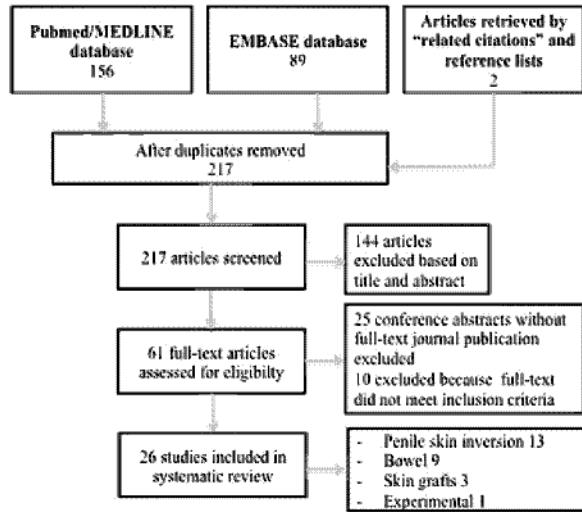 Pubmed/MEDLINE
database
156
EMBASE database
89
Articles retrieved by
“related citations” and
reference lists
2
After duplicates removed
217
217 articles screened
144 articles
excluded based on
title and abstract
61 full-text articles
assessed for eligibilty
25 conference abstracts without
full-text journal publication
excluded
10 excluded because full-text
did not meet inclusion criteria
26 studies included in
systematic review
- Penile skin inversion 13
- Bowel 9
- Skin grafts 3
- Experimental 1